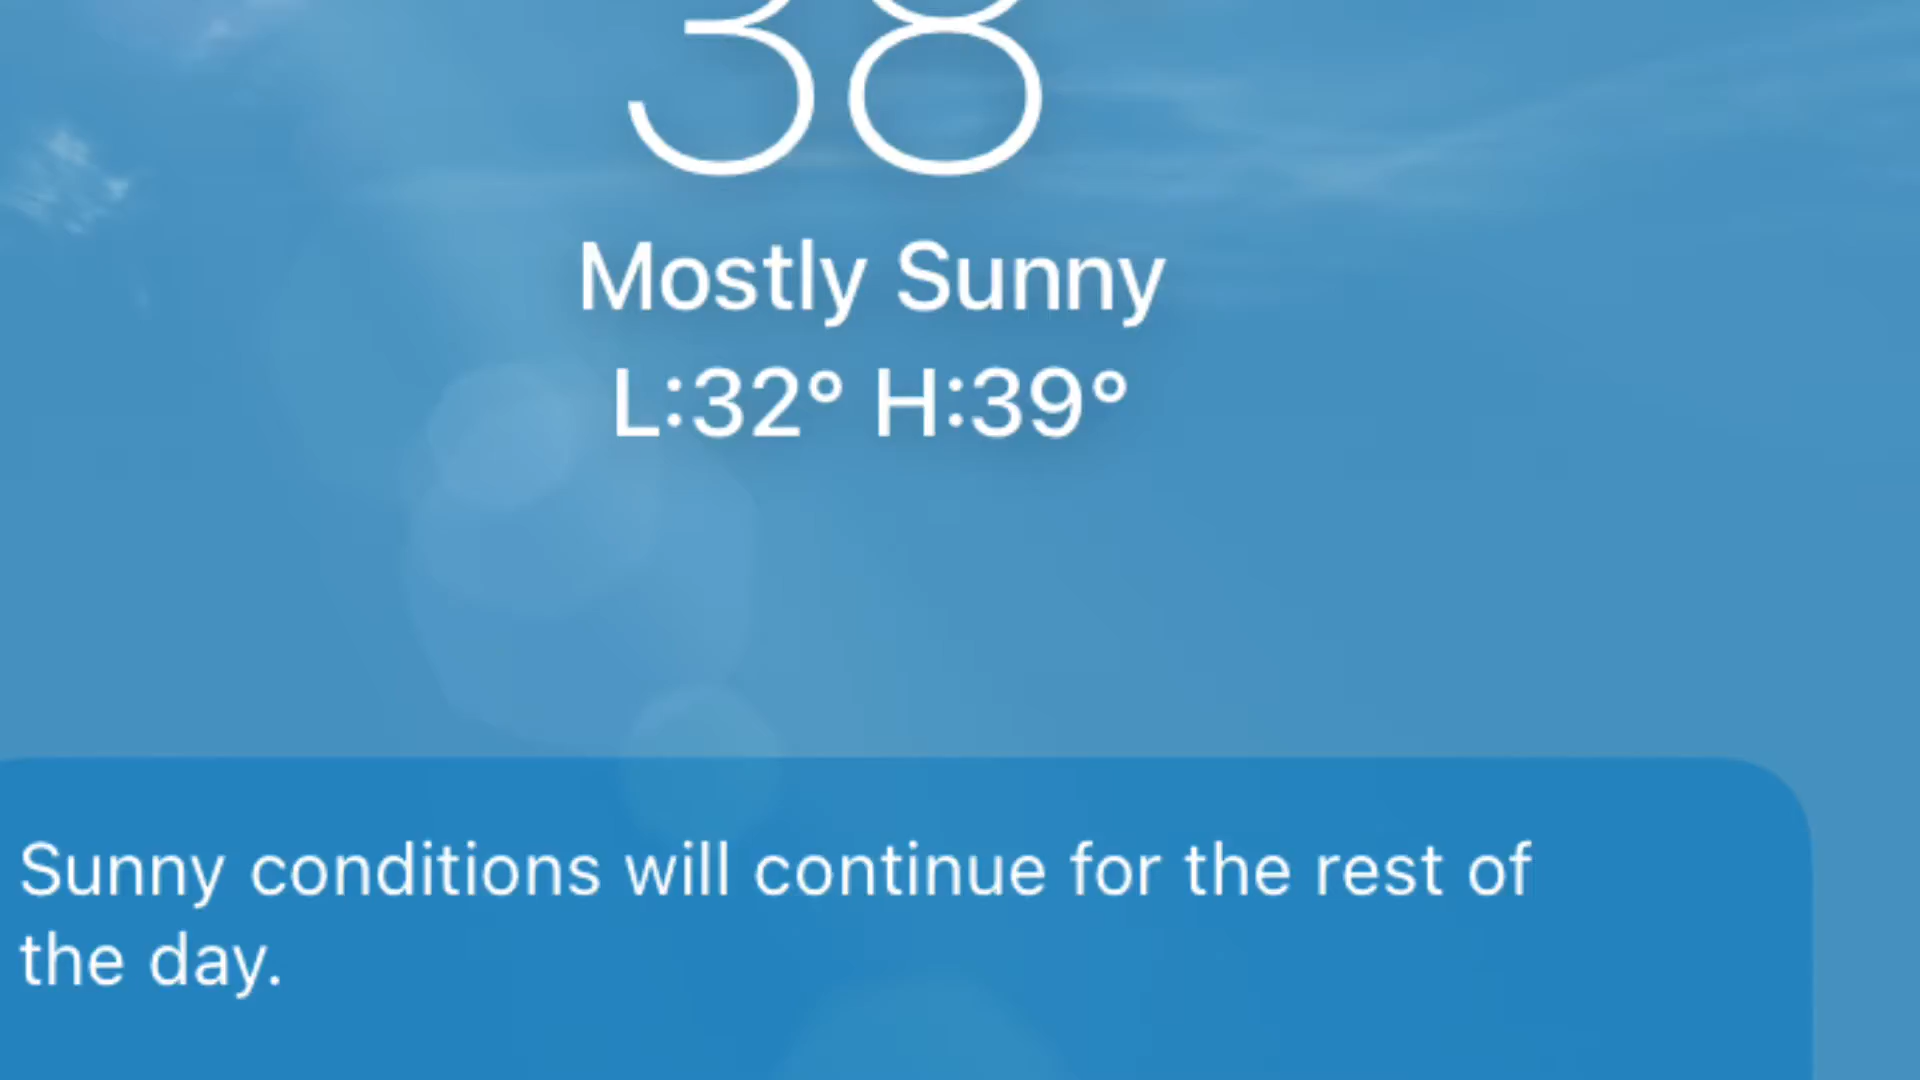 38
Mostly Sunny
L:32° H:39°
Sunny conditions will continue for the rest of
the day.